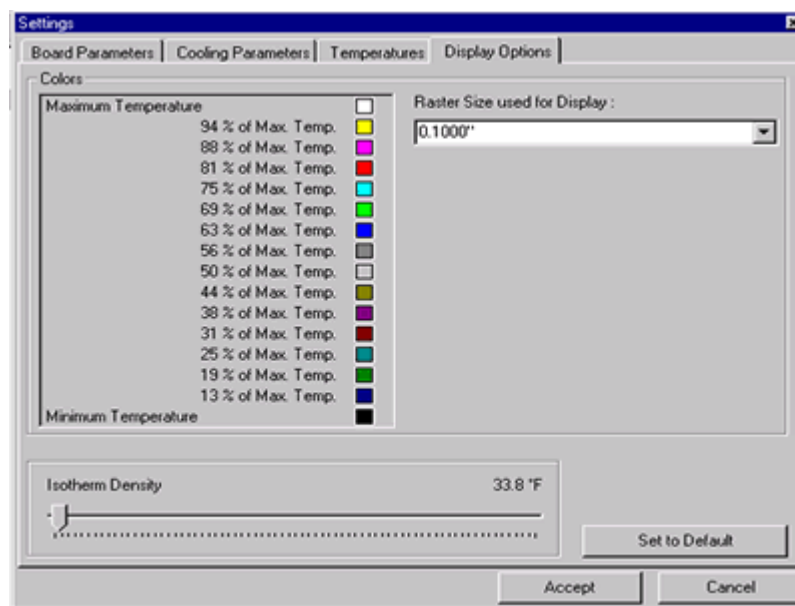 Settings
Board Parameters
Cooling Parameters
Temperatures
Display Options
Colors
Maximum Temperature
94 % of Max. Temp.
88 % of Max. Temp.
81 % of Max. Temp.
75 % of Max. Temp.
69 % of Max. Temp.
63 % of Max. Temp.
56 % of Max. Temp.
50 % of Max. Temp.
44 % of Max. Temp.
38 % of Max. Temp.
31 % of Max. Temp.
25 % of Max. Temp.
19 % of Max. Temp.
13 % of Max. Temp.
Minimum Temperature
Raster Size used for Display :
0.1000"
Isotherm Density
33.8 °F
Set to Default
Accept
Cancel